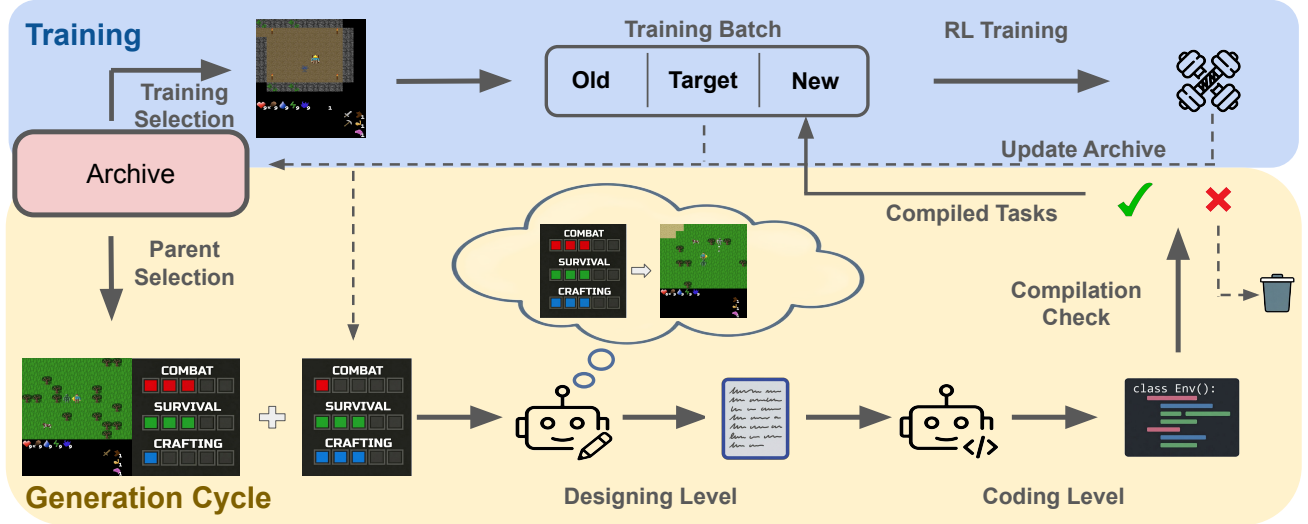 Training
Training Batch
RL Training
Training
Selection
Old
Target
New
Archive
Update Archive
Compiled Tasks
Parent
Selection
COMBAT
SURVIVAL
CRAFTING
Compilation
Check
COMBAT
SURVIVAL
CRAFTING
COMBAT
SURVIVAL
CRAFTING
class Env():
</>
Generation Cycle
Designing Level
Coding Level